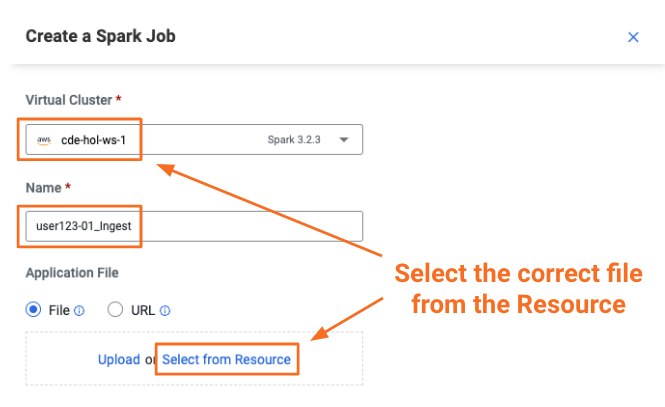 Create a Spark Job
Virtual Cluster *
aws cde-hol-ws-1 Spark 3.2.3
Name *
user123-01_Ingest
Application File
File URL
Upload or Select from Resource
Select the correct file
from the Resource